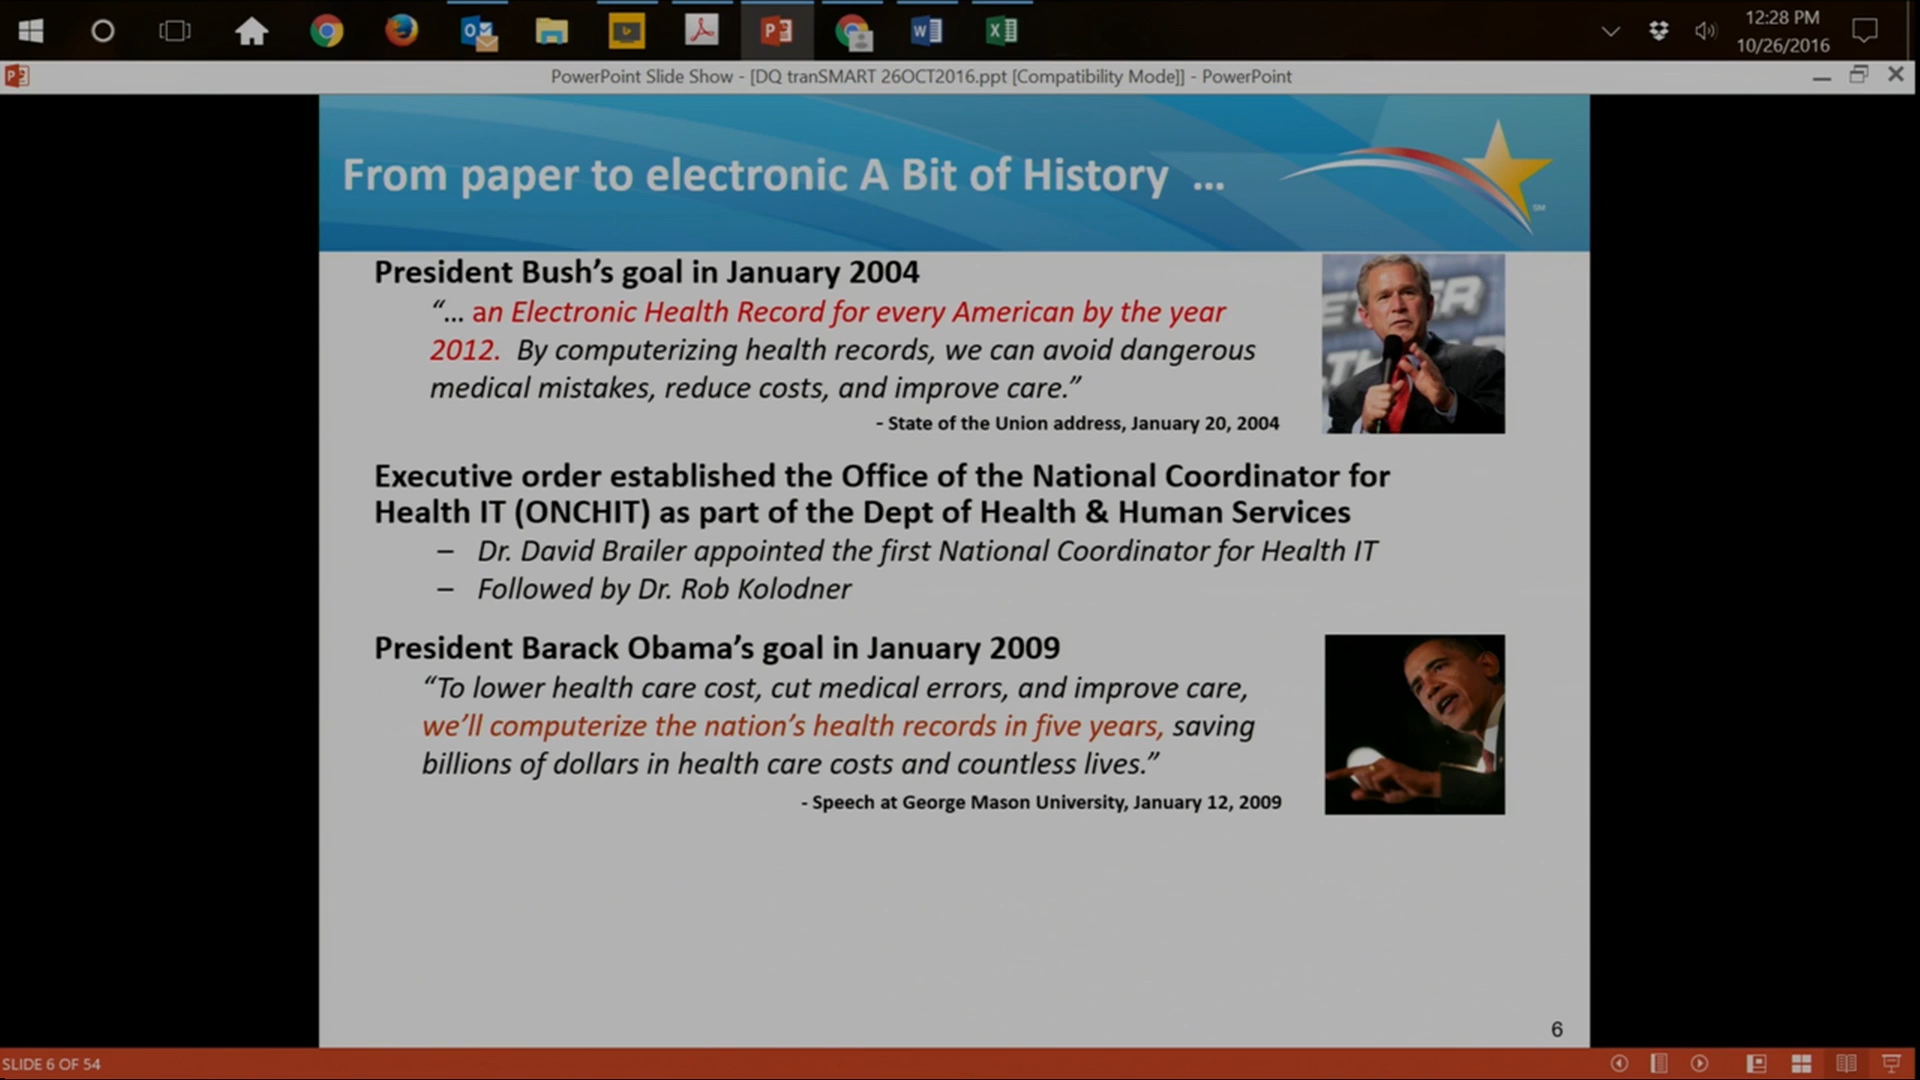 12:28 PM
10/26/2016
PowerPoint Slide Show - [DQ tranSMART 26OCT2016.ppt [Compatibility Mode]] - PowerPoint
From paper to electronic A Bit of History ...
SM
President Bush’s goal in January 2004
“... an Electronic Health Record for every American by the year
2012. By computerizing health records, we can avoid dangerous
medical mistakes, reduce costs, and improve care.”
- State of the Union address, January 20, 2004
Executive order established the Office of the National Coordinator for
Health IT (ONCHIT) as part of the Dept of Health & Human Services
– Dr. David Brailer appointed the first National Coordinator for Health IT
– Followed by Dr. Rob Kolodner
President Barack Obama’s goal in January 2009
“To lower health care cost, cut medical errors, and improve care,
we’ll computerize the nation’s health records in five years, saving
billions of dollars in health care costs and countless lives.”
- Speech at George Mason University, January 12, 2009
6
SLIDE 6 OF 54